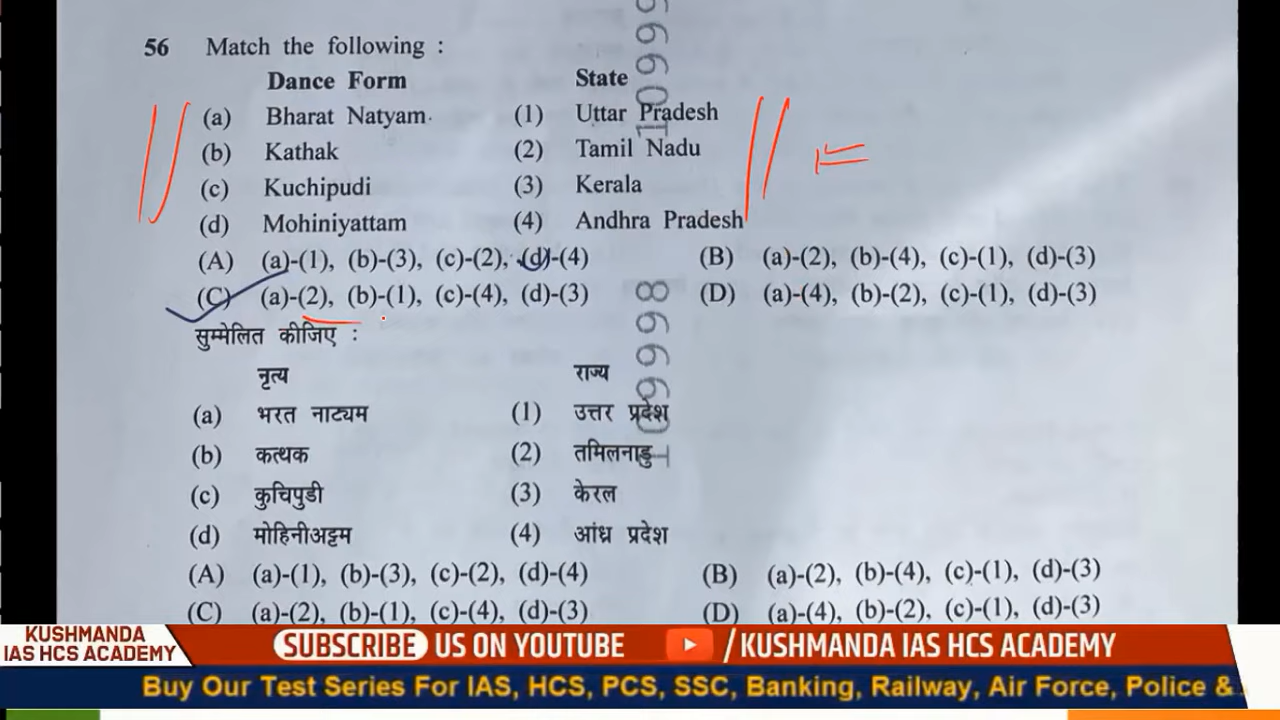 56 Match the following :
Dance Form State
(a) Bharat Natyam (1) Uttar Pradesh
(b) Kathak (2) Tamil Nadu
(c) Kuchipudi (3) Kerala
(d) Mohiniyattam (4) Andhra Pradesh
(A) (a)-(1), (b)-(3), (c)-(2), (d)-(4) (B) (a)-(2), (b)-(4), (c)-(1), (d)-(3)
(C) (a)-(2), (b)-(1), (c)-(4), (d)-(3) (D) (a)-(4), (b)-(2), (c)-(1), (d)-(3)
सुम्मेलित कीजिए :
नृत्य राज्य
(a) भरत नाट्यम (1) उत्तर प्रदेश
(b) कत्थक (2) तमिलनाडु
(c) कुचिपुडी (3) केरल
(d) मोहिनीअट्टम (4) आंध्र प्रदेश
(A) (a)-(1), (b)-(3), (c)-(2), (d)-(4) (B) (a)-(2), (b)-(4), (c)-(1), (d)-(3)
(C) (a)-(2), (b)-(1), (c)-(4), (d)-(3) (D) (a)-(4), (b)-(2), (c)-(1), (d)-(3)
KUSHMANDA
IAS HCS ACADEMY
SUBSCRIBE US ON YOUTUBE /KUSHMANDA IAS HCS ACADEMY
Buy Our Test Series For IAS, HCS, PCS, SSC, Banking, Railway, Air Force, Police &